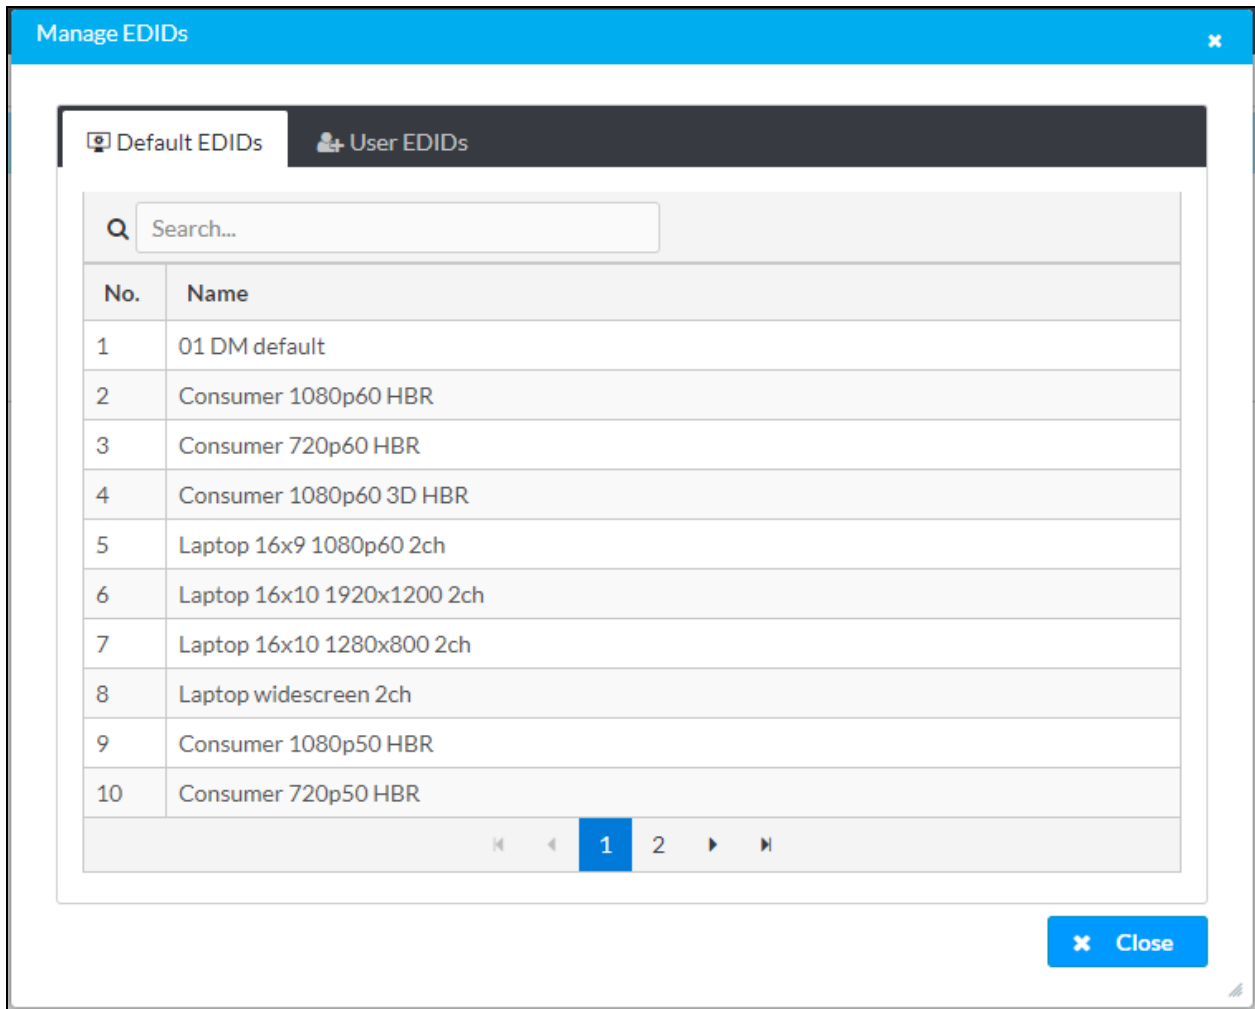 Manage EDIDs
Default EDIDs User EDIDs
Search...
No. Name
1 01 DM default
2 Consumer 1080p60 HBR
3 Consumer 720p60 HBR
4 Consumer 1080p60 3D HBR
5 Laptop 16x9 1080p60 2ch
6 Laptop 16x10 1920x1200 2ch
7 Laptop 16x10 1280x800 2ch
8 Laptop widescreen 2ch
9 Consumer 1080p50 HBR
10 Consumer 720p50 HBR
1 2
Close